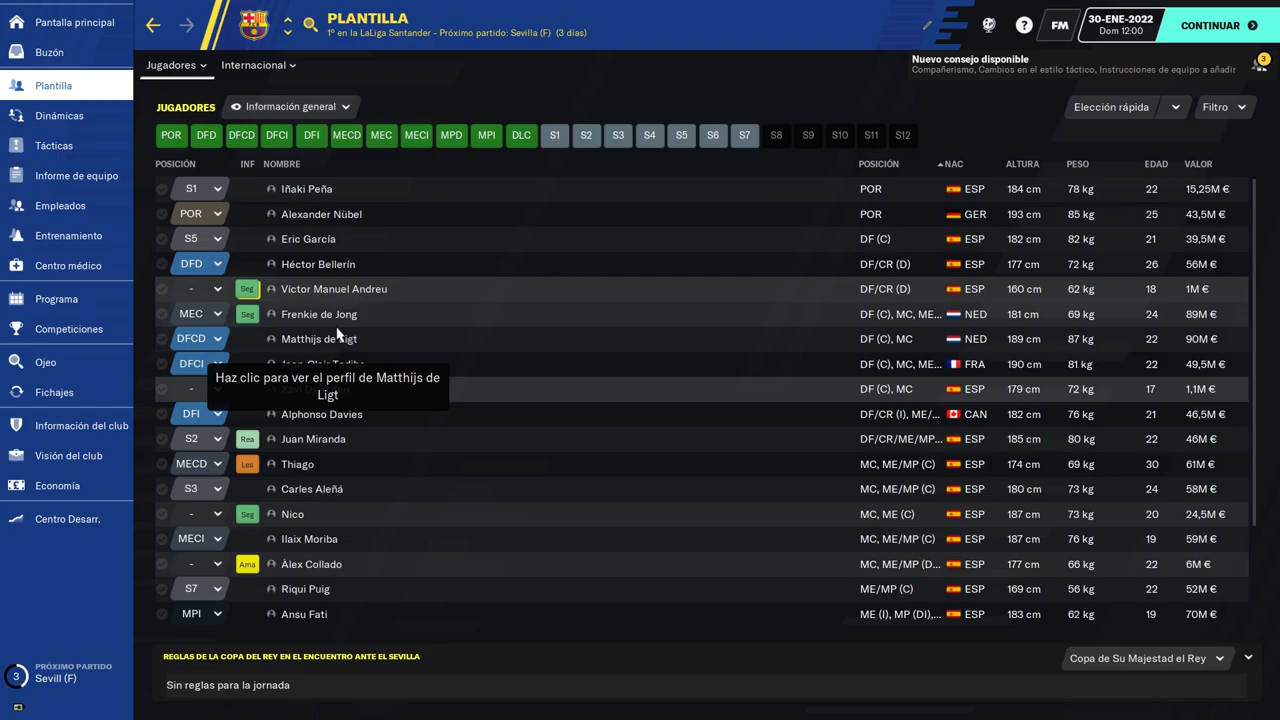 Pantalla principal
Buzón
Plantilla
Dinámicas
Tácticas
Informe de equipo
Empleados
Entrenamiento
Centro médico
Programa
Competiciones
Ojeo
Fichajes
Información del club
Visión del club
Economía
Centro Desarr.
3
PRÓXIMO PARTIDO
Sevill (F)
PLANTILLA
1º en la LaLiga Santander - Próximo partido: Sevilla (F) (3 días)
FM
30-ENE-2022
Dom 12:00
CONTINUAR
Jugadores
Internacional
Nuevo consejo disponible
Compañerismo, Cambios en el estilo táctico, Instrucciones de equipo a añadir
3
JUGADORES
Información general
Elección rápida
Filtro
POR DFD DFCD DFCI DFI MECD MEC MECI MPD MPI DLC S1 S2 S3 S4 S5 S6 S7 S8 S9 S10 S11 S12
POSICIÓN INF NOMBRE POSICIÓN NAC ALTURA PESO EDAD VALOR
S1 Iñaki Peña POR ESP 184 cm 78 kg 22 15,25M €
POR Alexander Nübel POR GER 193 cm 85 kg 25 43,5M €
S5 Eric García DF (C) ESP 182 cm 82 kg 21 39,5M €
DFD Héctor Bellerín DF/CR (D) ESP 177 cm 72 kg 26 56M €
- Seg Víctor Manuel Andreu DF/CR (D) ESP 160 cm 62 kg 18 1M €
MEC Seg Frenkie de Jong DF (C), MC, ME... NED 181 cm 69 kg 24 89M €
DFCD Matthijs de Ligt DF (C), MC NED 189 cm 87 kg 22 90M €
DFCI DF (C), MC, ME... FRA 190 cm 81 kg 22 49,5M €
Haz clic para ver el perfil de Matthijs de
Ligt
- DF (C), MC ESP 179 cm 72 kg 17 1,1M €
DFI Alphonso Davies DF/CR (I), ME/... CAN 182 cm 76 kg 21 46,5M €
S2 Rea Juan Miranda DF/CR/ME/MP... ESP 185 cm 80 kg 22 46M €
MECD Les Thiago MC, ME/MP (C) ESP 174 cm 69 kg 30 61M €
S3 Carles Aleñá MC, ME/MP (C) ESP 180 cm 73 kg 24 58M €
- Seg Nico MC, ME (C) ESP 187 cm 73 kg 20 24,5M €
MECI Ilaix Moriba MC, ME/MP (C) ESP 187 cm 76 kg 19 59M €
- Ama Àlex Collado MC, ME/MP (D... ESP 177 cm 66 kg 22 6M €
S7 Riqui Puig ME/MP (C) ESP 169 cm 56 kg 22 52M €
MPI Ansu Fati ME (I), MP (DI),... ESP 183 cm 62 kg 19 70M €
REGLAS DE LA COPA DEL REY EN EL ENCUENTRO ANTE EL SEVILLA
Copa de Su Majestad el Rey
Sin reglas para la jornada